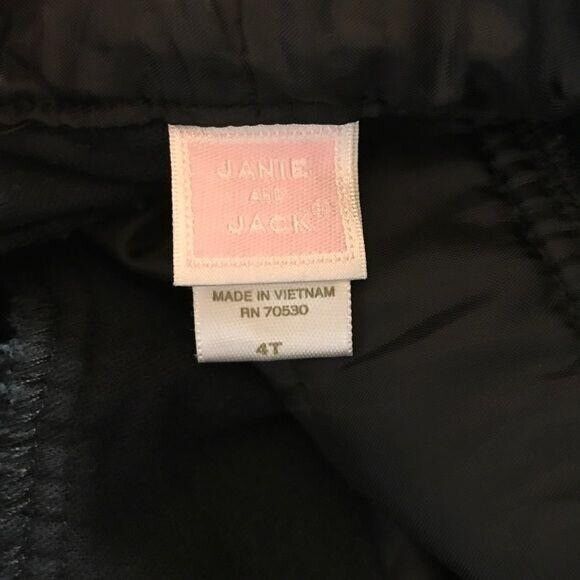 JANIE
AND
JACK®
MADE IN VIETNAM
RN 70530
4T